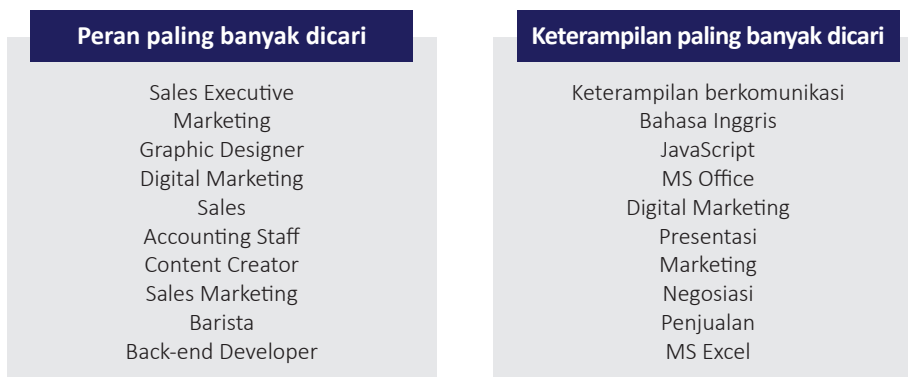 Peran paling banyak dicari
Sales Executive
Marketing
Graphic Designer
Digital Marketing
Sales
Accounting Staff
Content Creator
Sales Marketing
Barista
Back-end Developer
Keterampilan paling banyak dicari
Keterampilan berkomunikasi
Bahasa Inggris
JavaScript
MS Office
Digital Marketing
Presentasi
Marketing
Negosiasi
Penjualan
MS Excel